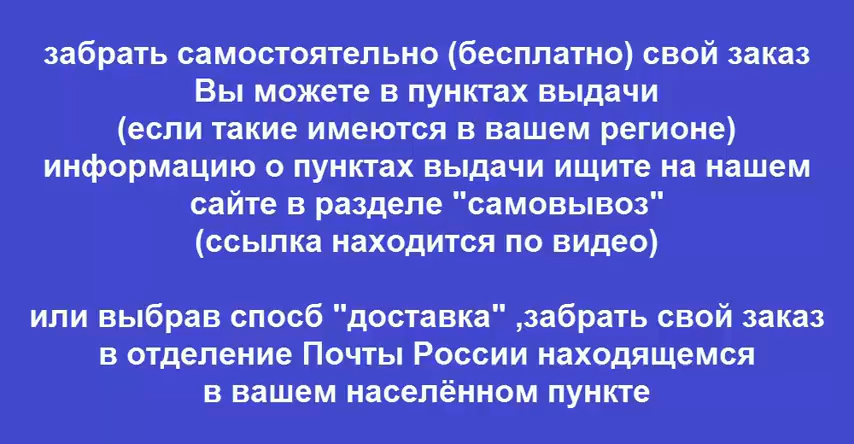 забрать самостоятельно (бесплатно) свой заказ
Вы можете в пунктах выдачи
(если такие имеются в вашем регионе)
информацию о пунктах выдачи ищите на нашем
сайте в разделе "самовывоз"
(ссылка находится по видео)
или выбрав спосб "доставка" ,забрать свой заказ
в отделение Почты России находящемся
в вашем населённом пункте